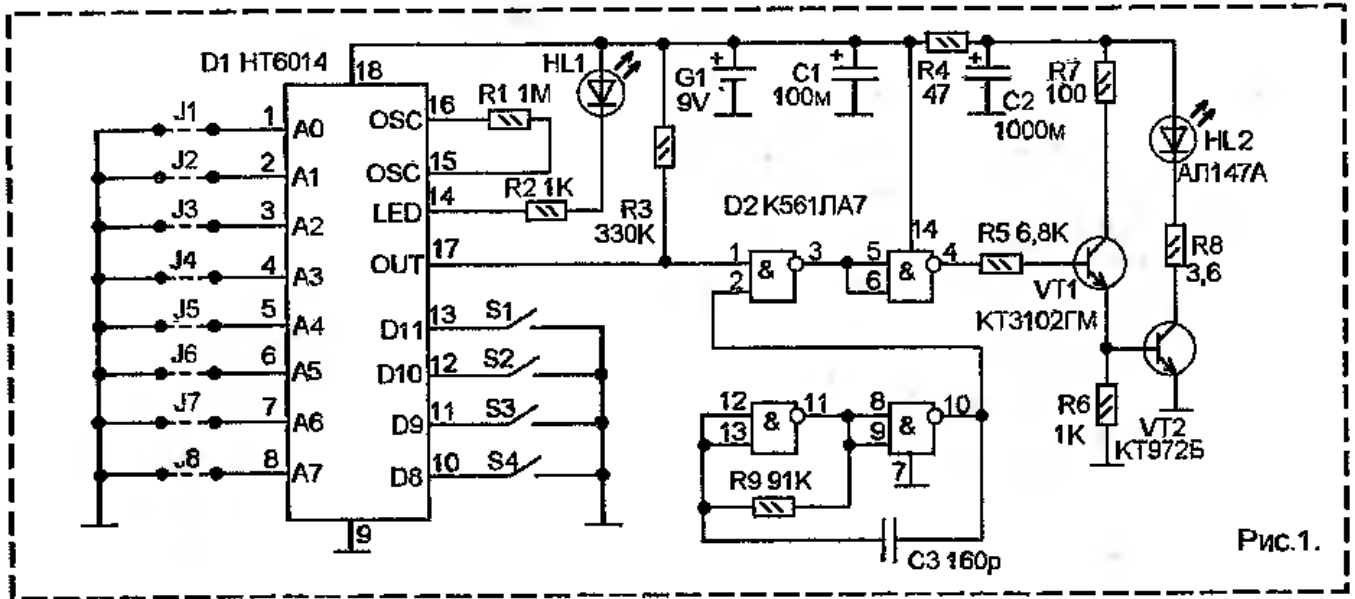 D1 HT6014
18
J1
1
A0
J2
2
A1
J3
3
A2
J4
4
A3
J5
5
A4
J6
6
A5
J7
7
A6
J8
8
A7
9
OSC
16
R1 1M
OSC
15
LED
14
R2 1K
OUT
17
D11
13
S1
D10
12
S2
D9
11
S3
D8
10
S4
HL1
R3
330K
+
G1
9V
+
C1
100м
R4
47
+
C2
1000м
R7
100
HL2
АЛ147А
R8
3,6
D2 К561ЛА7
1
2
&
3
5
6
&
14
4
R5 6,8K
VT1
КТ3102ГМ
R6
1K
VT2
КТ972Б
12
13
&
11
8
9
&
10
7
R9 91K
C3 160p
Рис.1.